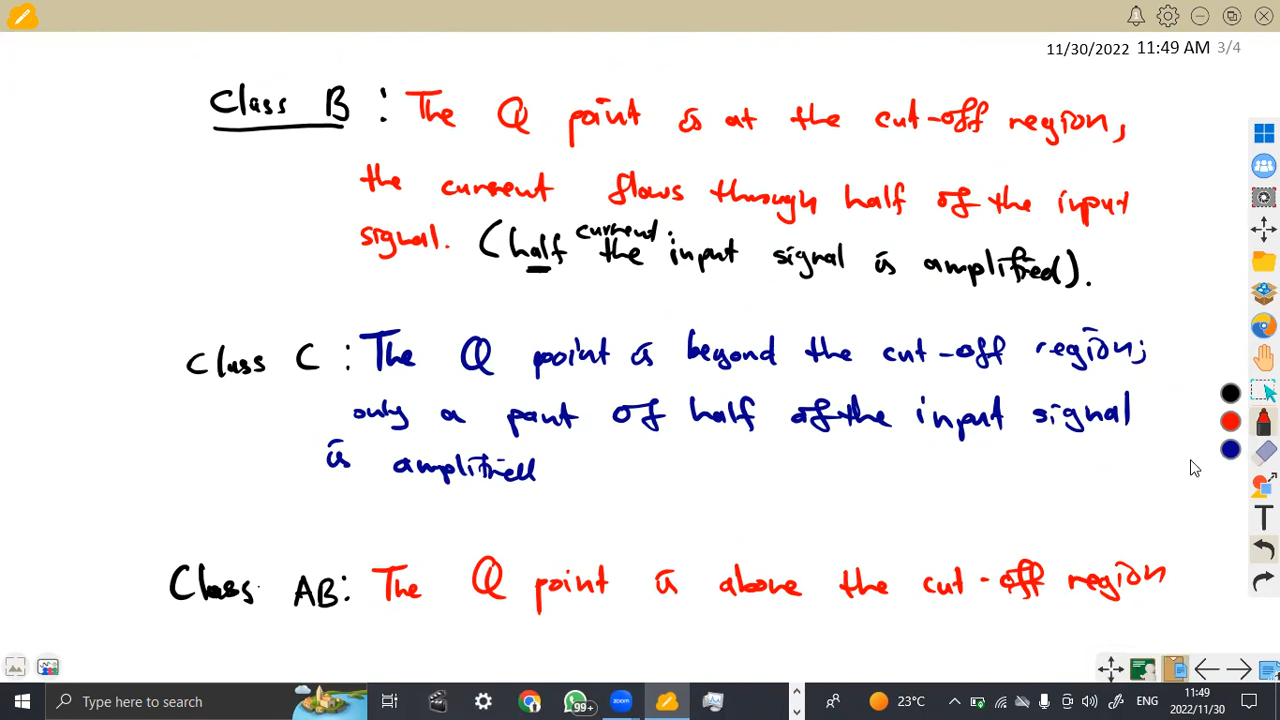 11/30/2022 11:49 AM 3/4
Class B : The Q point is at the cut-off region,
the current flows through half of the input
signal. (half the current input signal is amplified).
Class C : The Q point is beyond the cut-off region;
only a part of half of the input signal
is amplified
Class AB: The Q point is above the cut-off region
T
Type here to search
99+
23°C
ENG
11:49
2022/11/30